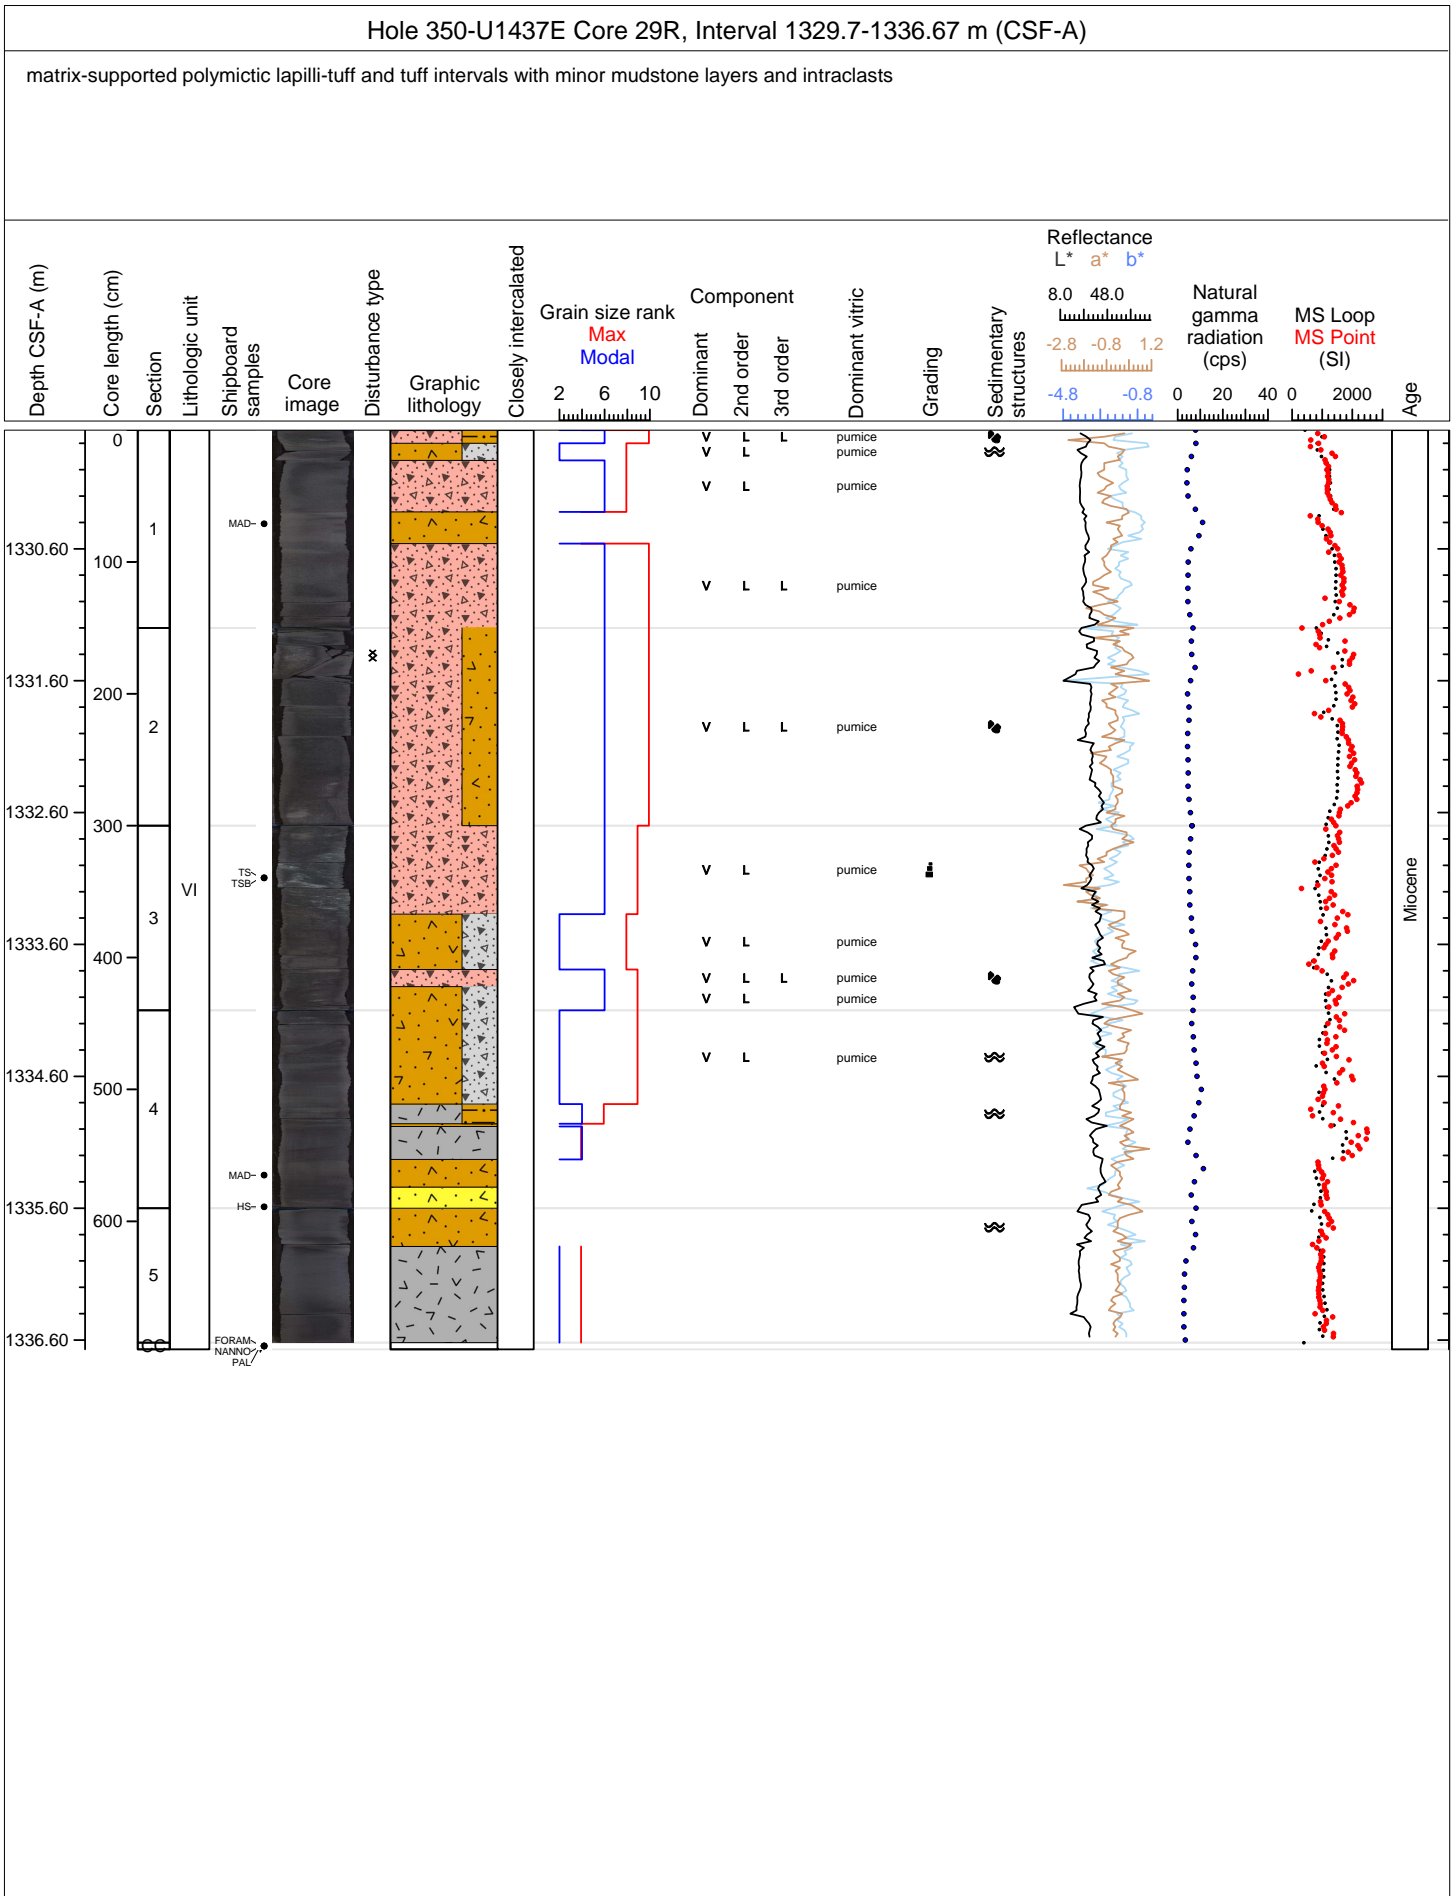 Hole 350-U1437E Core 29R, Interval 1329.7-1336.67 m (CSF-A)
matrix-supported polymictic lapilli-tuff and tuff intervals with minor mudstone layers and intraclasts
Depth CSF-A (m)
Core length (cm)
Section
Lithologic unit
Shipboard samples
Core image
Disturbance type
Graphic lithology
Closely intercalated
Grain size rank
Max
Modal
2 6 10
Component
Dominant
2nd order
3rd order
Dominant vitric
Grading
Sedimentary structures
Reflectance
L* a* b*
8.0 48.0
-2.8 -0.8 1.2
-4.8 -0.8
Natural gamma radiation (cps)
0 20 40
MS Loop
MS Point
(SI)
0 2000
Age
0
V L L pumice
V L pumice
V L pumice
1
MAD
1330.60
100
V L L pumice
1331.60
200
2
V L L pumice
1332.60
300
TS
TSB
V L pumice
VI
Miocene
3
1333.60
400
V L pumice
V L L pumice
V L pumice
V L pumice
1334.60
500
4
MAD
HS
1335.60
600
5
1336.60
CC
FORAM
NANNO
PAL